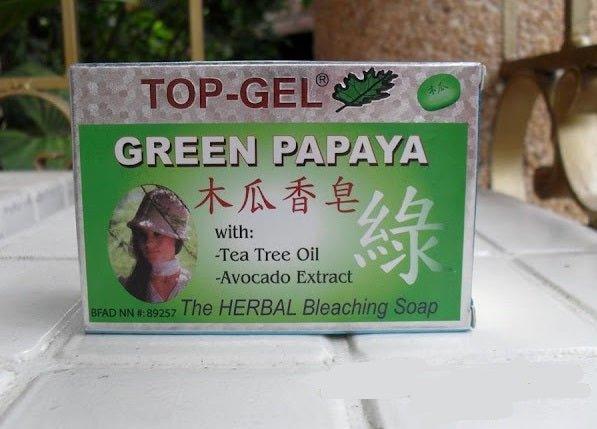 TOP-GEL®
木瓜
GREEN PAPAYA
木瓜香皂
綠
with:
-Tea Tree Oil
-Avocado Extract
BFAD NN #: 89257
The HERBAL Bleaching Soap